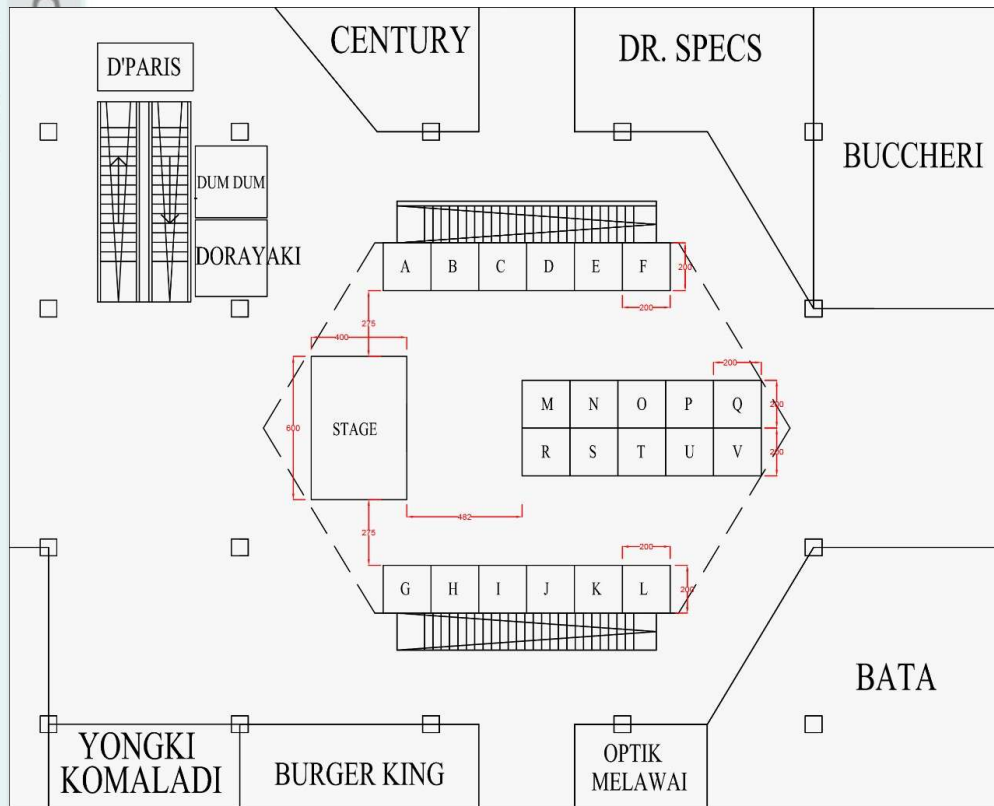 CENTURY
DR. SPECS
D'PARIS
BUCCHERI
DUM DUM
DORAYAKI
A B C D E F
200
200
275
400
200
M N O P Q
200
600
STAGE
R S T U V
200
482
275
200
G H I J K L
200
BATA
YONGKI
KOMALADI
BURGER KING
OPTIK
MELAWAI